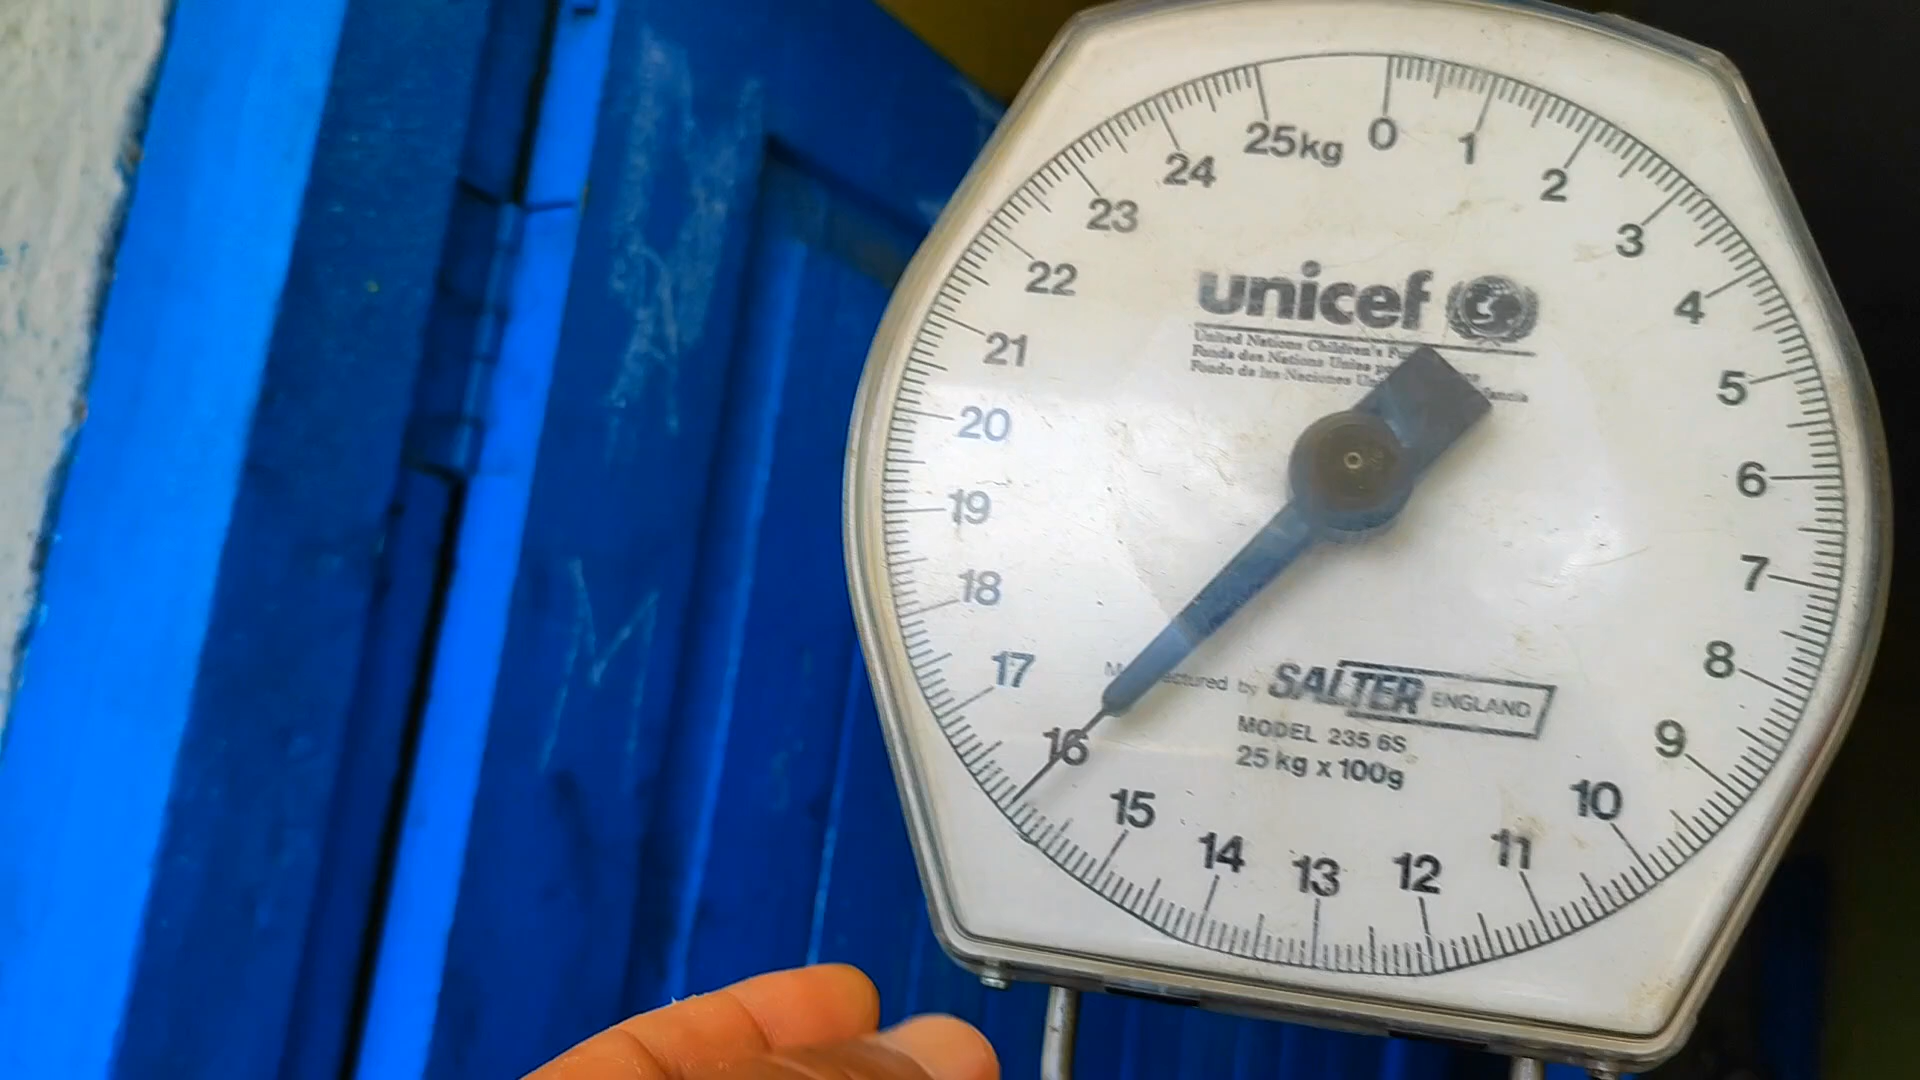 25kg 0 1 2 3 4 5 6 7 8 9 10 11 12 13 14 15 16 17 18 19 20 21 22 23 24
unicef
United Nations Children's
Fonds des Nations Unies
Fondo de las Naciones
by SALTER ENGLAND
MODEL 235 6S
25 kg x 100g
M